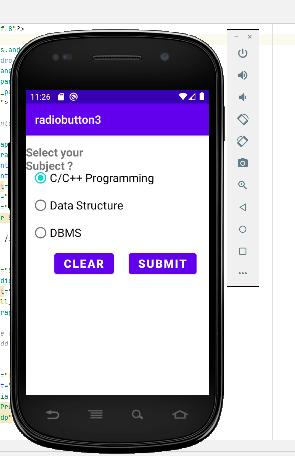 11:26
radiobutton3
Select your
Subject ?
C/C++ Programming
Data Structure
DBMS
CLEAR SUBMIT